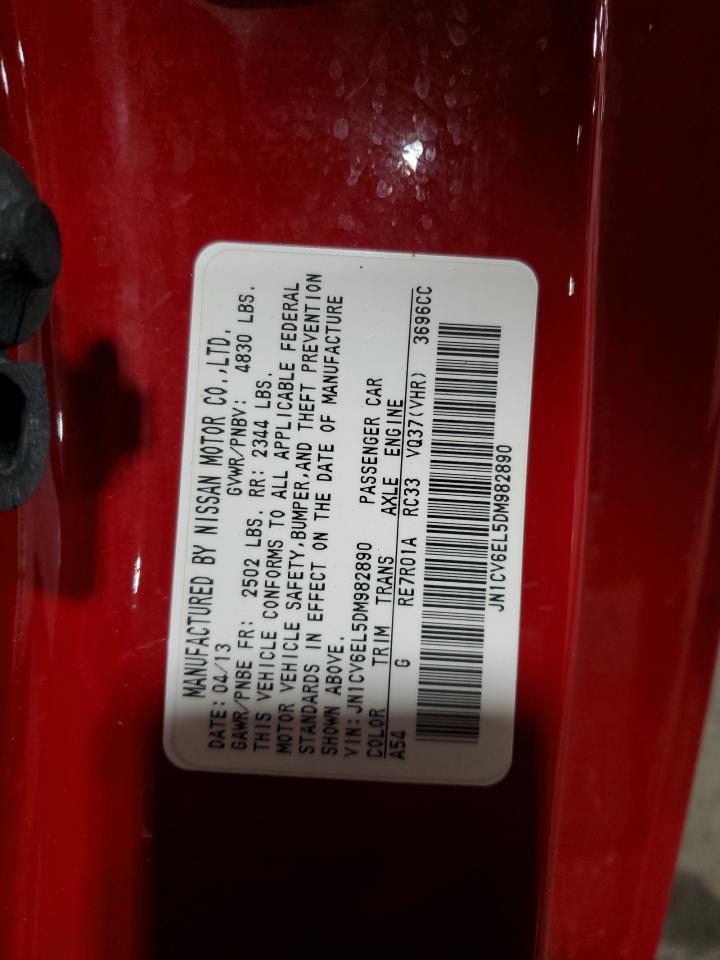 MANUFACTURED BY NISSAN MOTOR CO.,LTD.
DATE: 04/13 GVWR/PNBV: 4830 LBS.
GAWR/PNBE FR: 2502 LBS. RR: 2344 LBS.
THIS VEHICLE CONFORMS TO ALL APPLICABLE FEDERAL
MOTOR VEHICLE SAFETY,BUMPER,AND THEFT PREVENTION
STANDARDS IN EFFECT ON THE DATE OF MANUFACTURE
SHOWN ABOVE.
VIN:JN1CV6EL5DM982890 PASSENGER CAR
COLOR TRIM TRANS AXLE ENGINE
A54 G RE7R01A RC33 VQ37(VHR) 3696CC
JN1CV6EL5DM982890